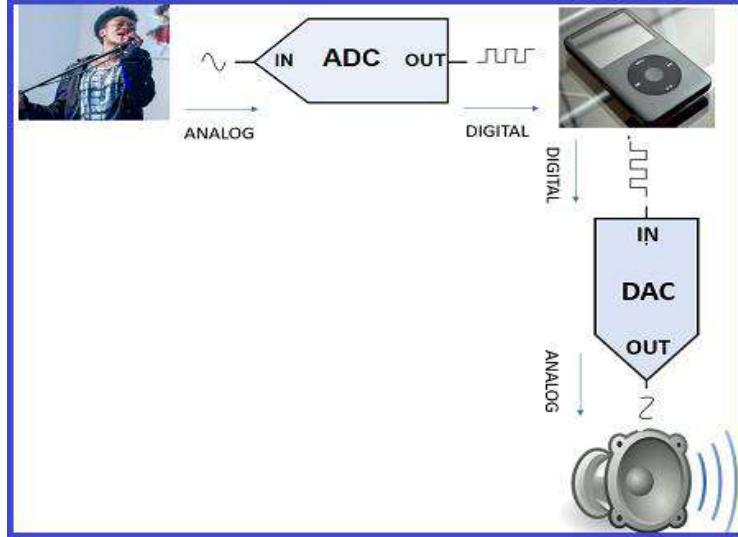 IN ADC OUT
ANALOG
DIGITAL
DIGITAL
IN
DAC
OUT
ANALOG